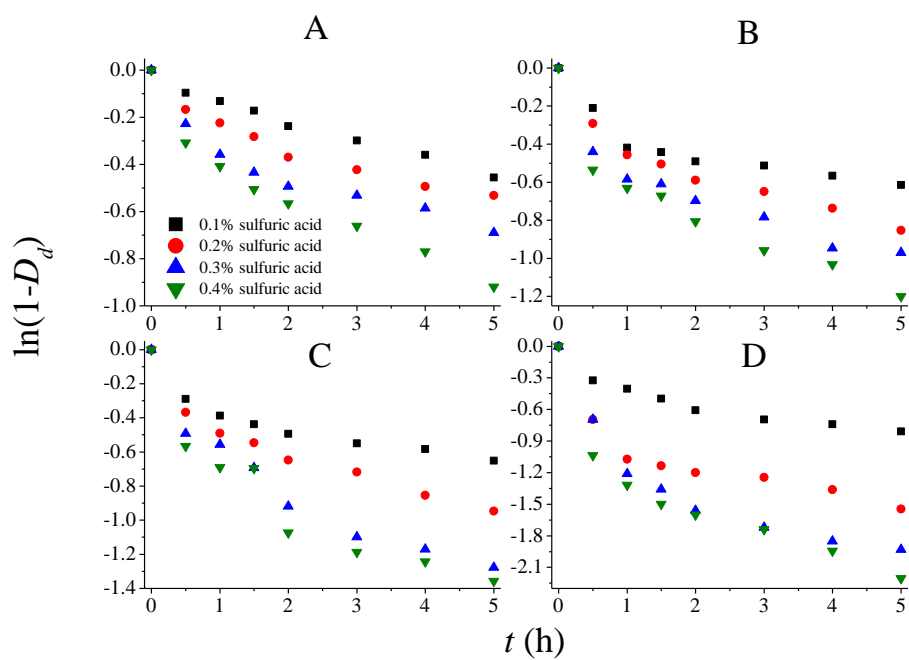 A
B
0.0
-0.2
-0.4
-0.6
-0.8
-1.0
0 1 2 3 4 5
0.1% sulfuric acid
0.2% sulfuric acid
0.3% sulfuric acid
0.4% sulfuric acid
0.0
-0.2
-0.4
-0.6
-0.8
-1.0
-1.2
0 1 2 3 4 5
ln(1-D_d)
C
D
0.0
-0.2
-0.4
-0.6
-0.8
-1.0
-1.2
-1.4
0 1 2 3 4 5
0.0
-0.3
-0.6
-0.9
-1.2
-1.5
-1.8
-2.1
0 1 2 3 4 5
t (h)